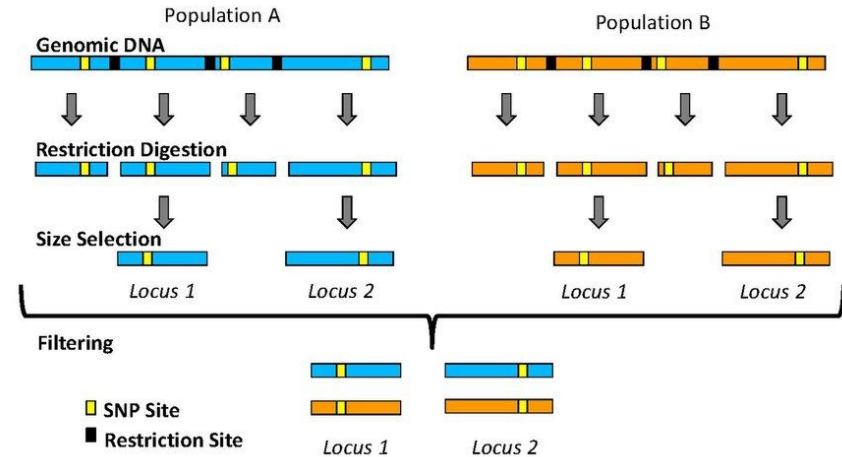 Population A
Population B
Genomic DNA
Restriction Digestion
Size Selection
Locus 1
Locus 2
Locus 1
Locus 2
Filtering
SNP Site
Restriction Site
Locus 1
Locus 2